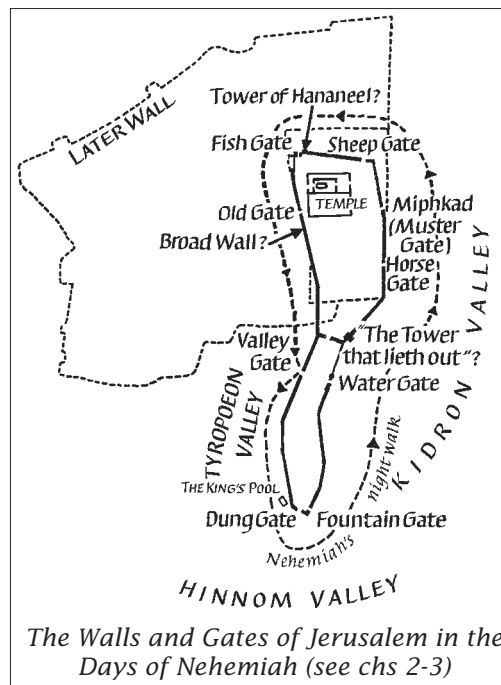 Tower of Hananeel?
LATER WALL
Fish Gate
Sheep Gate
TEMPLE
Old Gate
Miphkad
(Muster
Gate)
Broad Wall?
Horse
Gate
VALLEY
Valley
Gate
"The Tower
that lieth out"?
Water Gate
TYROPOEON
VALLEY
KIDRON
night walk
THE KING'S POOL
Dung Gate
Fountain Gate
Nehemiah's
HINNOM VALLEY
The Walls and Gates of Jerusalem in the
Days of Nehemiah (see chs 2-3)